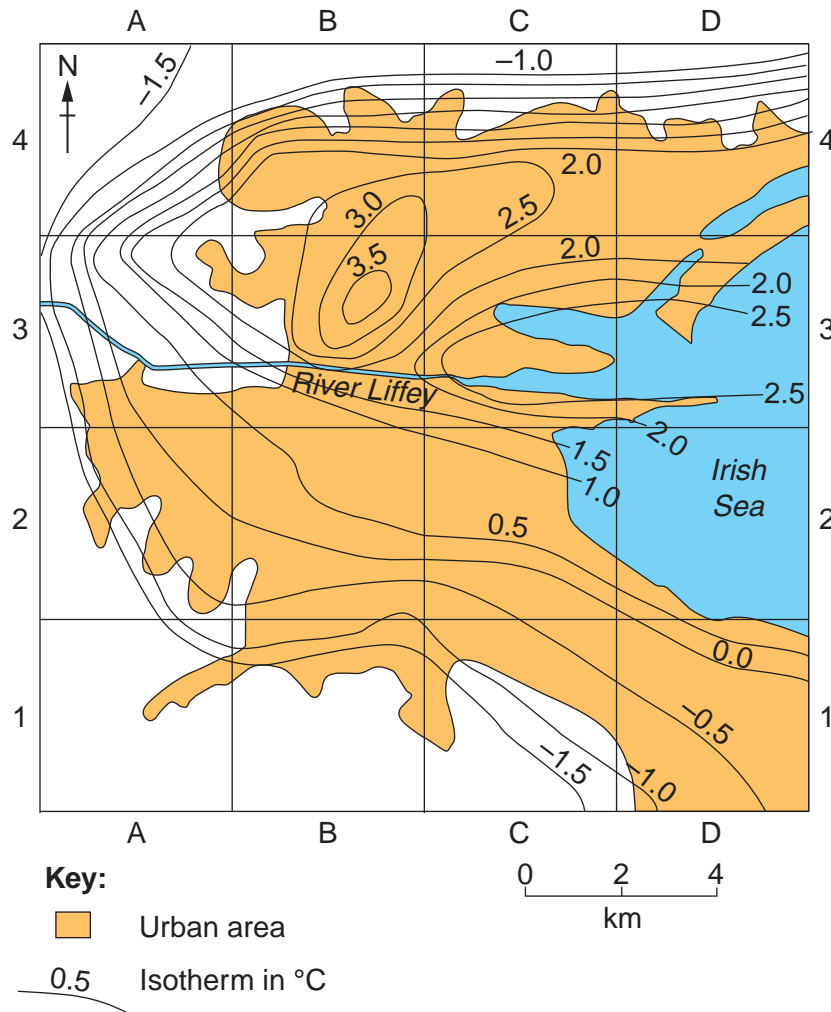 A B C D
N
–1.5
–1.0
4 4
2.0
3.0
2.5
2.0
3.5
2.0
2.5
3 3
River Liffey
2.5
2.0
1.5
1.0
Irish
Sea
2 2
0.5
0.0
–0.5
1 1
–1.5
–1.0
A B C D
Key:
Urban area
0.5 Isotherm in °C
0 2 4
km